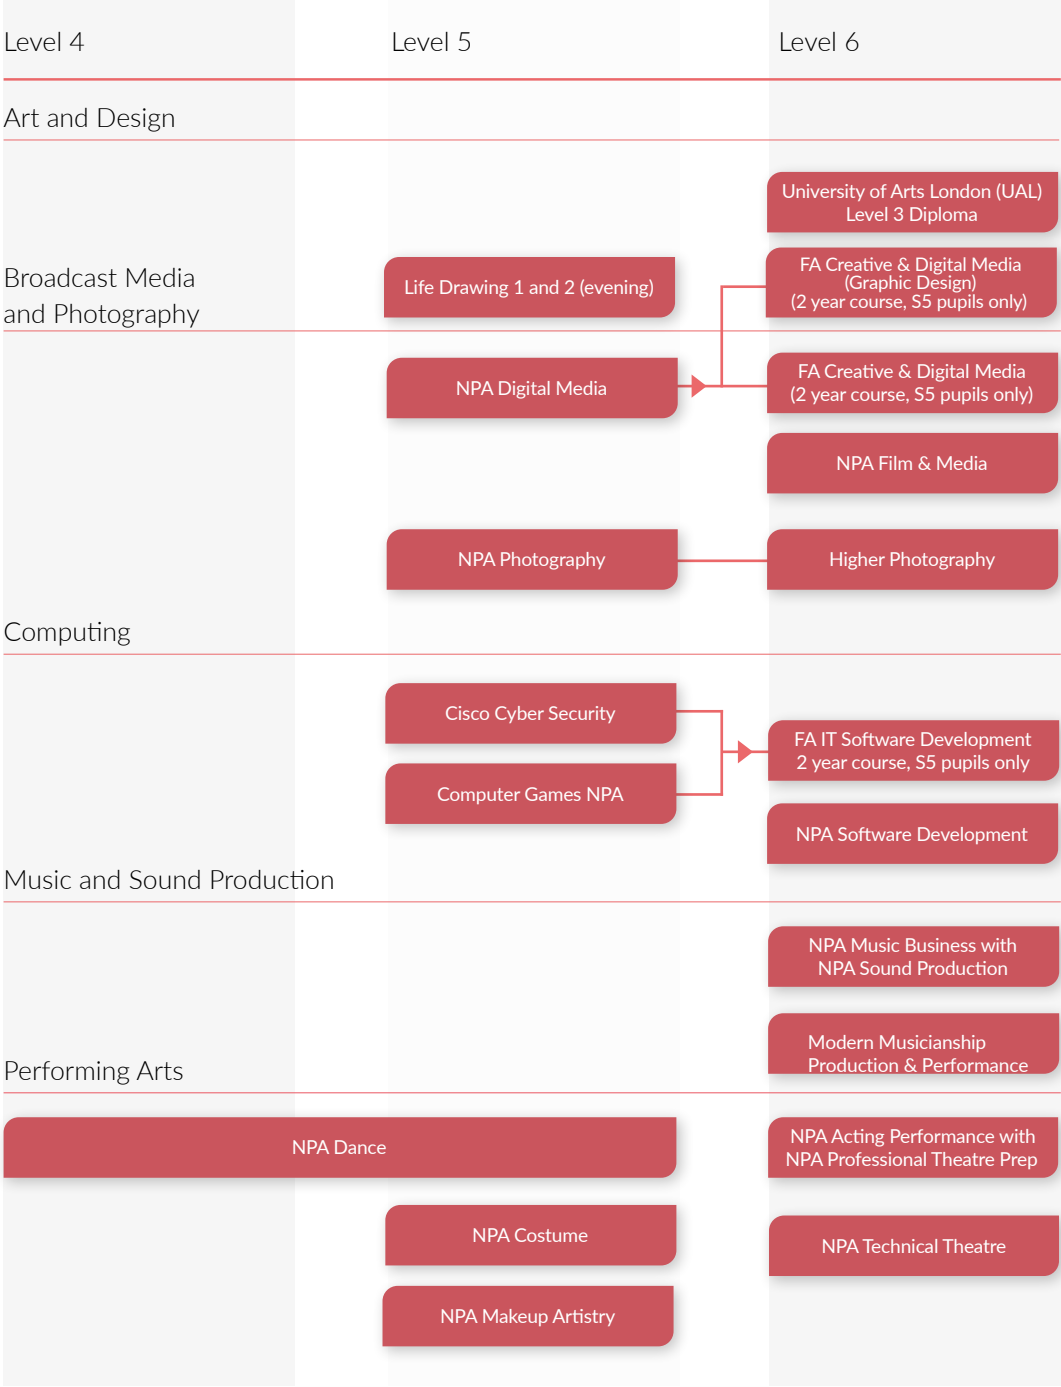 Level 4
Level 5
Level 6
Art and Design
University of Arts London (UAL)
Level 3 Diploma
Broadcast Media
and Photography
Life Drawing 1 and 2 (evening)
FA Creative & Digital Media
(Graphic Design)
(2 year course, S5 pupils only)
NPA Digital Media
FA Creative & Digital Media
(2 year course, S5 pupils only)
NPA Film & Media
NPA Photography
Higher Photography
Computing
Cisco Cyber Security
FA IT Software Development
2 year course, S5 pupils only
Computer Games NPA
NPA Software Development
Music and Sound Production
NPA Music Business with
NPA Sound Production
Modern Musicianship
Production & Performance
Performing Arts
NPA Dance
NPA Acting Performance with
NPA Professional Theatre Prep
NPA Costume
NPA Technical Theatre
NPA Makeup Artistry